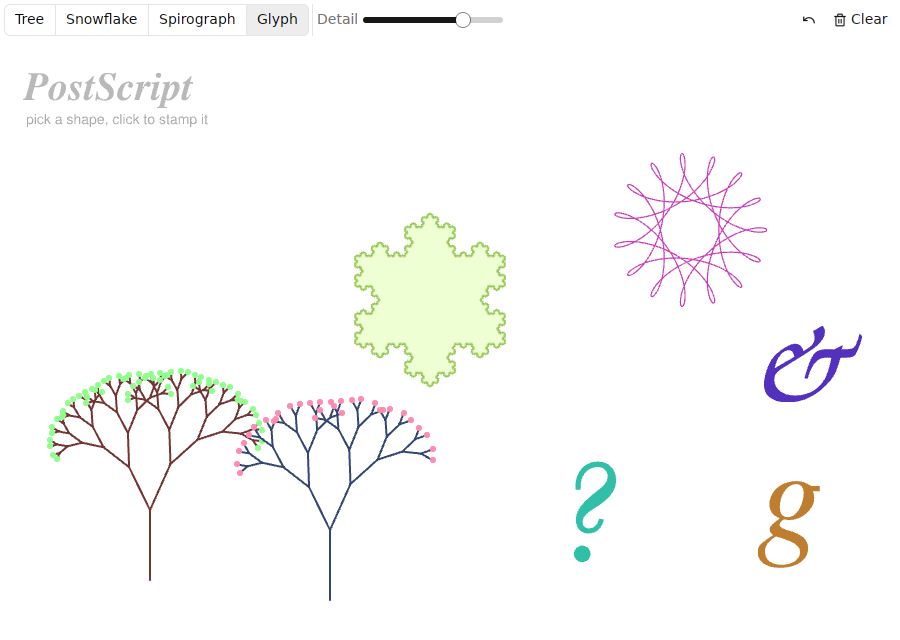 Tree Snowflake Spirograph Glyph Detail Clear
PostScript
pick a shape, click to stamp it
&
?
g